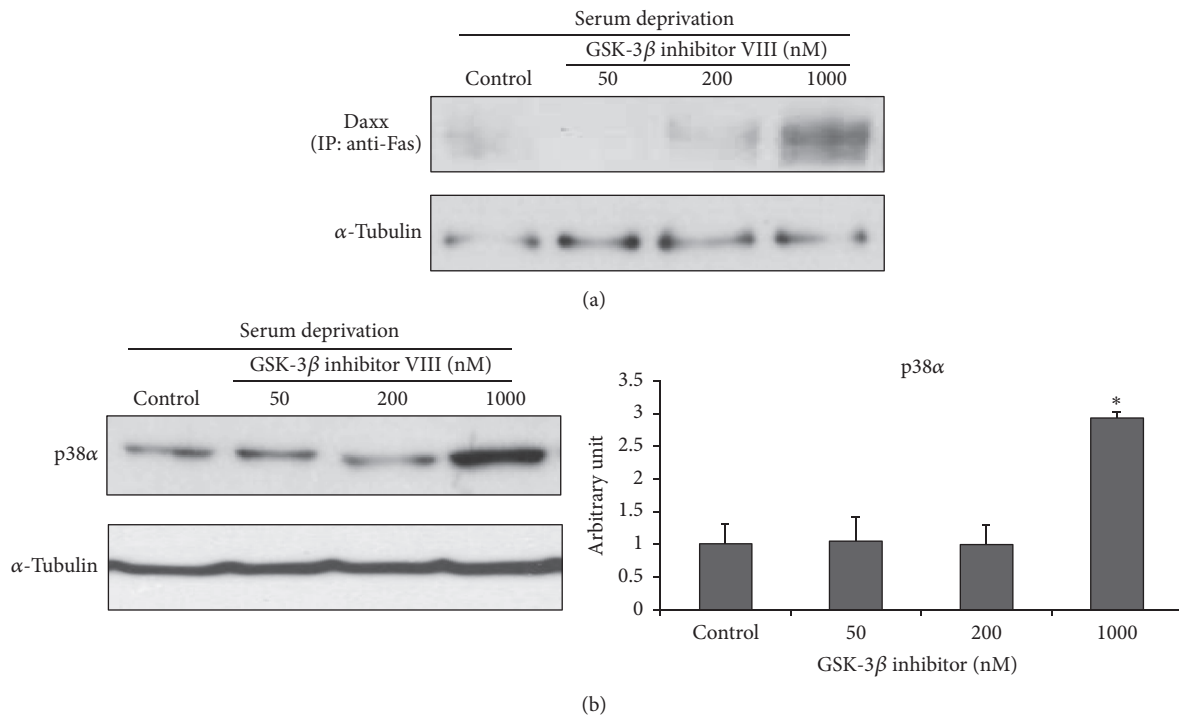 Serum deprivation
GSK-3β inhibitor VIII (nM)
Control 50 200 1000
Daxx
(IP: anti-Fas)
α-Tubulin
(a)
Serum deprivation
GSK-3β inhibitor VIII (nM)
Control 50 200 1000
p38α
α-Tubulin
p38α
3.5
3
2.5
2
1.5
1
0.5
0
Arbitrary unit
*
Control 50 200 1000
GSK-3β inhibitor (nM)
(b)